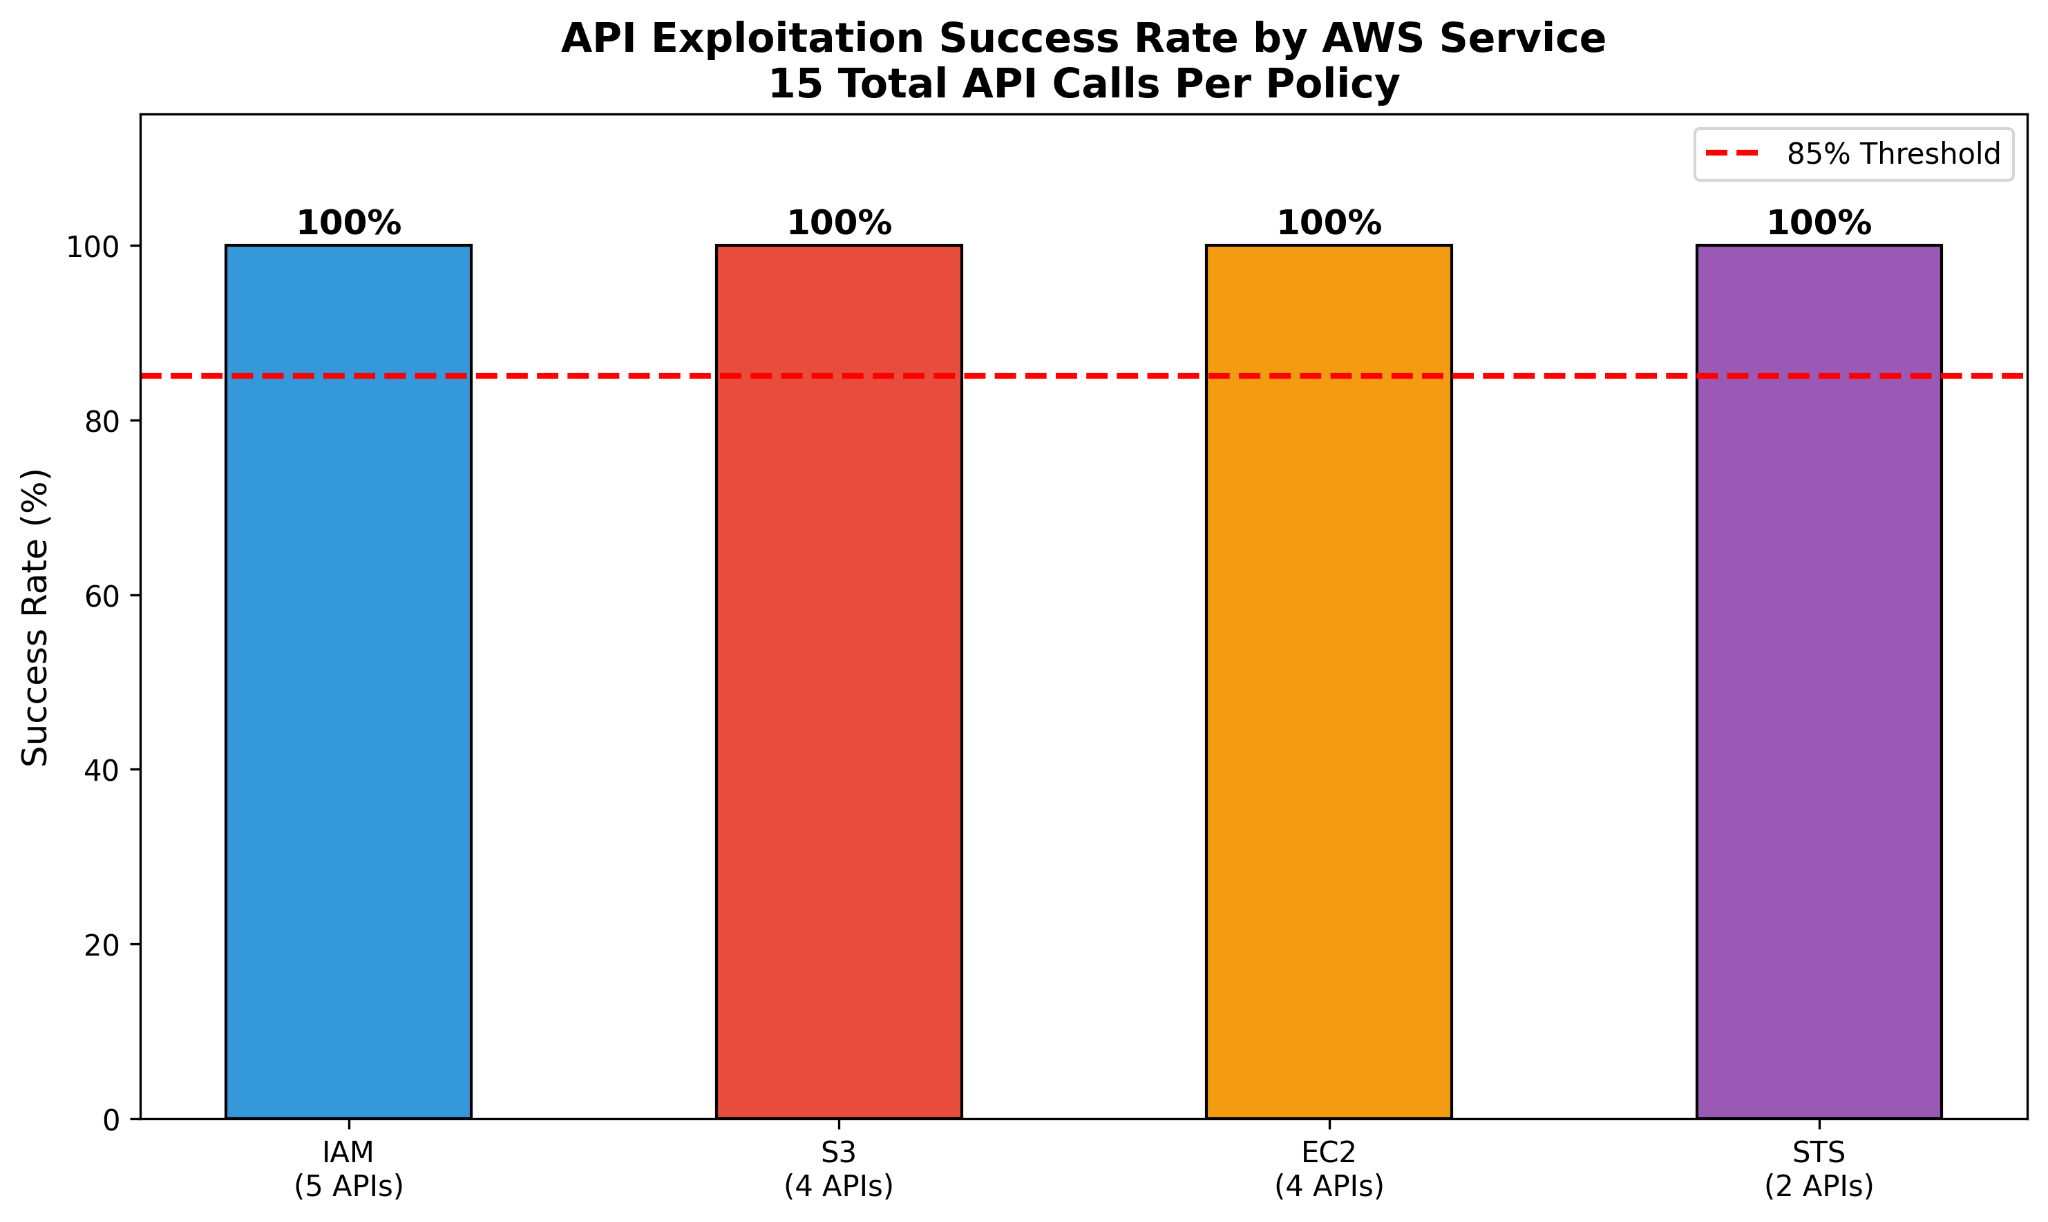 API Exploitation Success Rate by AWS Service
15 Total API Calls Per Policy
85% Threshold
100%
100%
100%
100%
Success Rate (%)
100
80
60
40
20
0
IAM
(5 APIs)
S3
(4 APIs)
EC2
(4 APIs)
STS
(2 APIs)